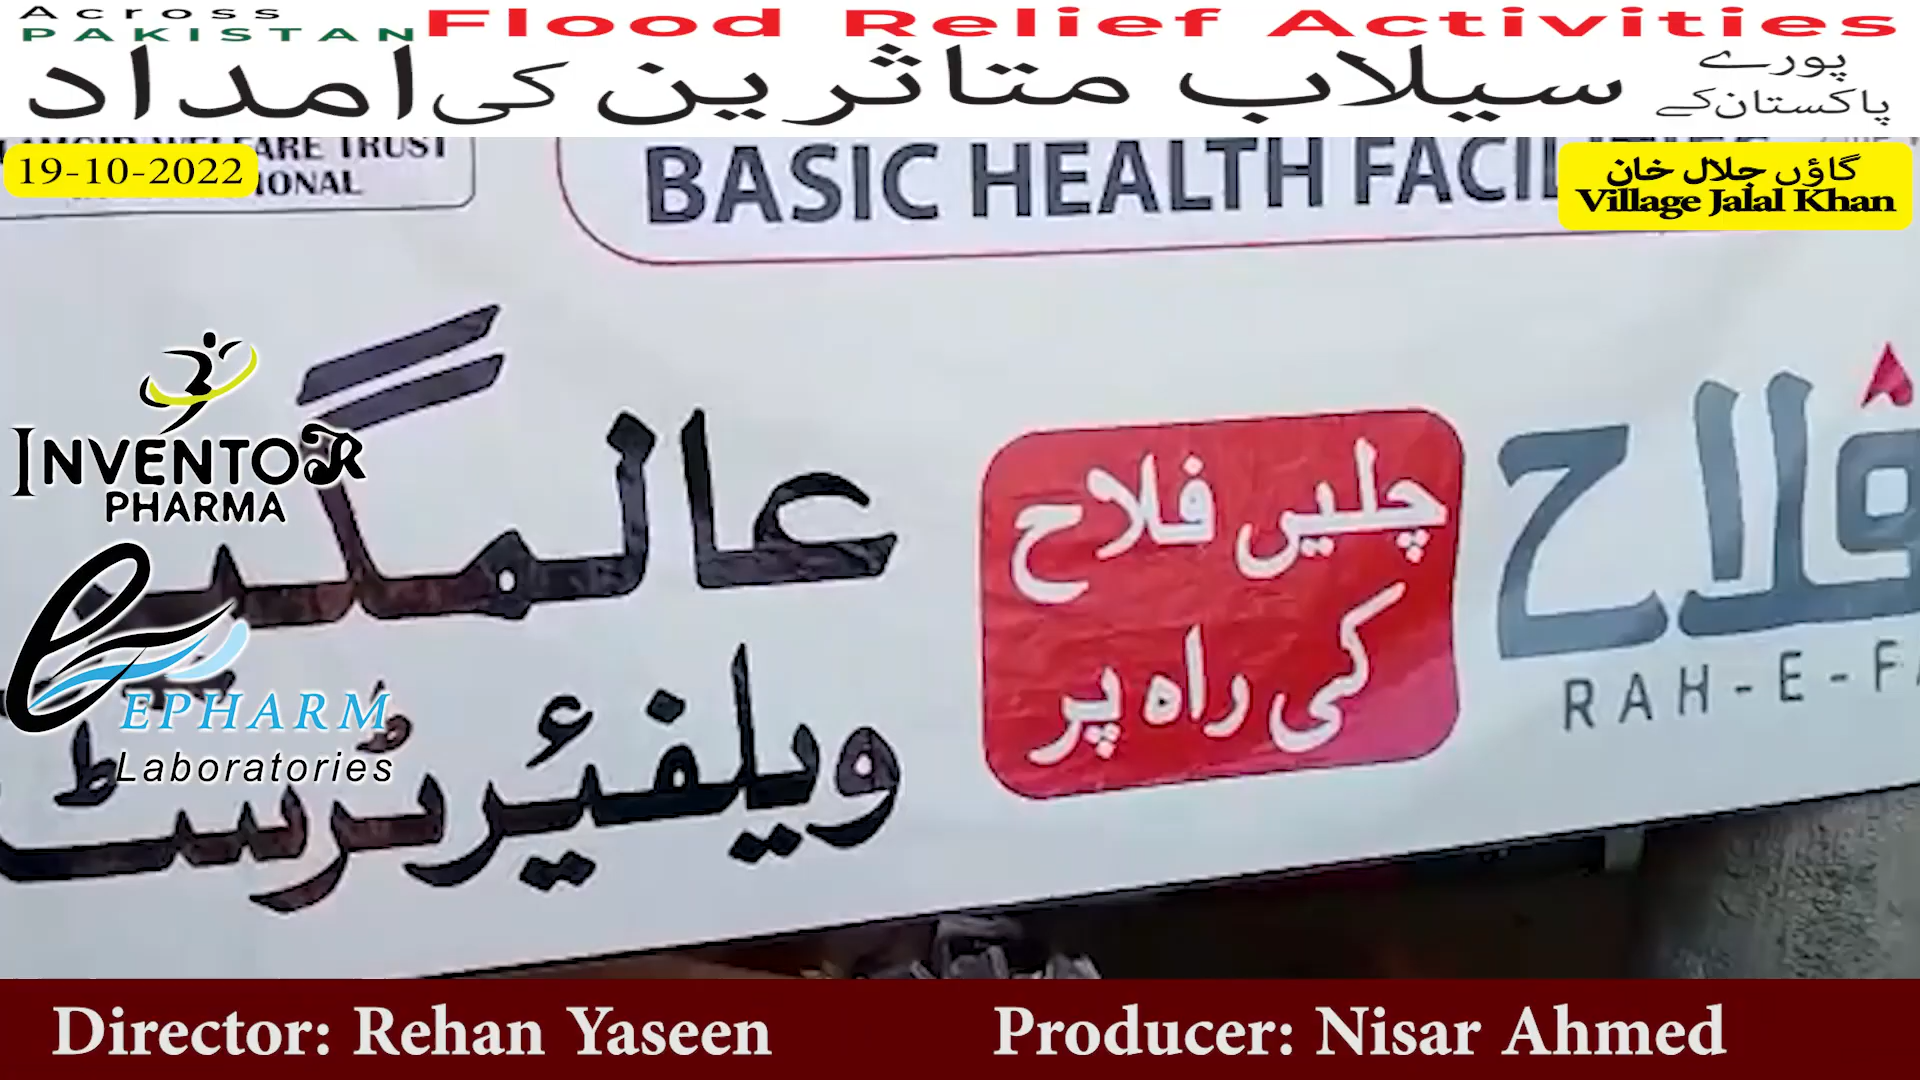 Across
PAKISTAN
Flood Relief Activities
پورے
پاکستان کے
سیلاب متاثرین کی امداد
19-10-2022
WELFARE TRUST
BASIC HEALTH
گاؤں جلال خان
Village Jalal Khan
INVENTOR
PHARMA
EPHARM
Laboratories
ویلفیئر ٹرسٹ
چلیں فلاح
کی راہ پر
فلاح
RAH-E-
Director: Rehan Yaseen
Producer: Nisar Ahmed